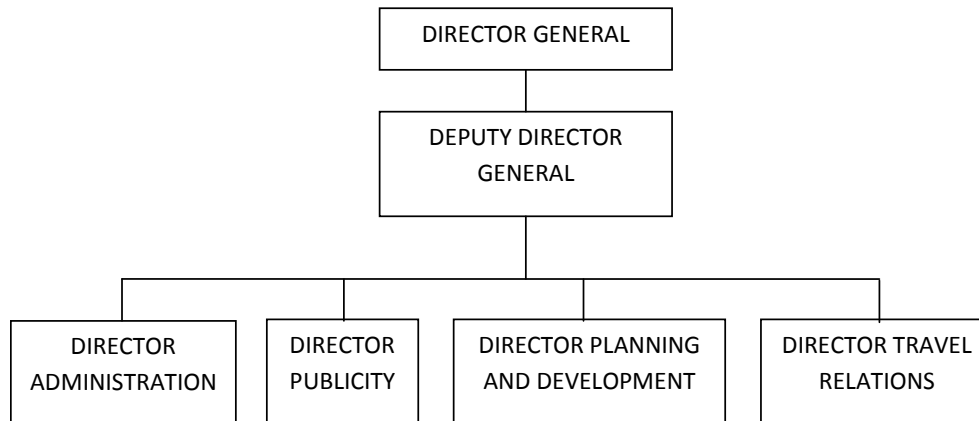 DIRECTOR GENERAL
DEPUTY DIRECTOR
GENERAL
DIRECTOR
ADMINISTRATION
DIRECTOR
PUBLICITY
DIRECTOR PLANNING
AND DEVELOPMENT
DIRECTOR TRAVEL
RELATIONS